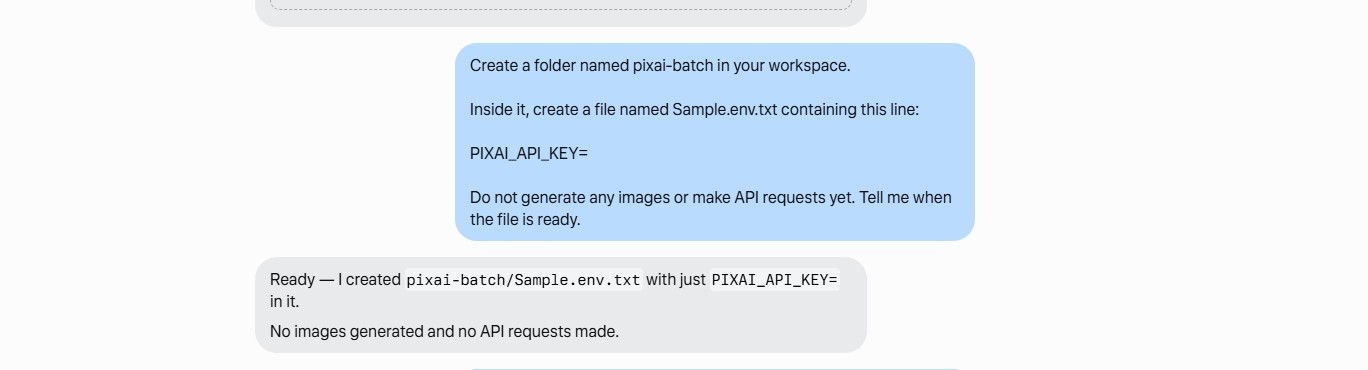 Create a folder named pixai-batch in your workspace.
Inside it, create a file named Sample.env.txt containing this line:
PIXAI_API_KEY=
Do not generate any images or make API requests yet. Tell me when
the file is ready.
Ready — I created pixai-batch/Sample.env.txt with just PIXAI_API_KEY=
in it.
No images generated and no API requests made.